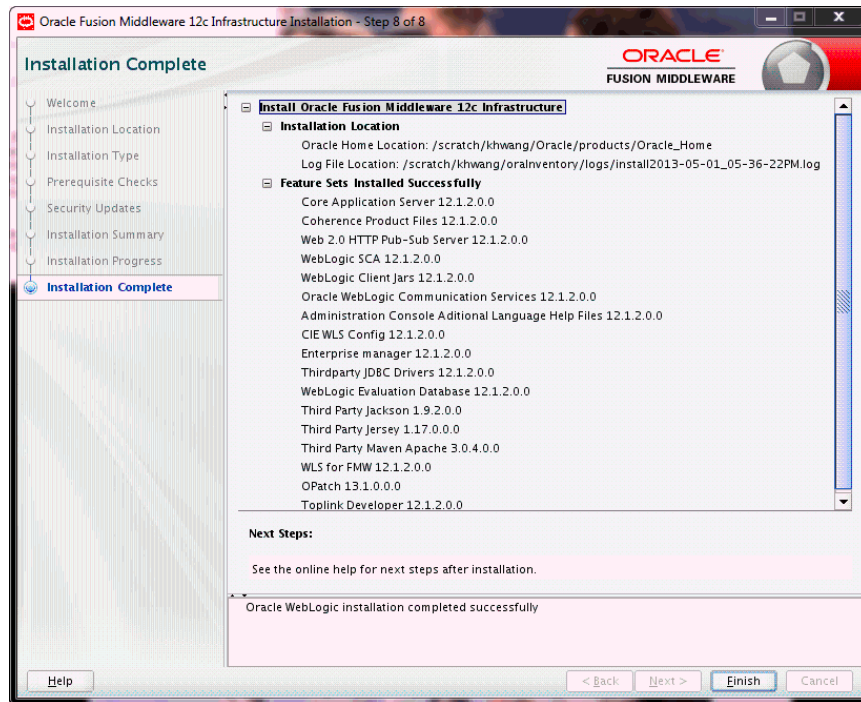 Oracle Fusion Middleware 12c Infrastructure Installation - Step 8 of 8
Installation Complete
ORACLE
FUSION MIDDLEWARE
Welcome
Installation Location
Installation Type
Prerequisite Checks
Security Updates
Installation Summary
Installation Progress
Installation Complete
Install Oracle Fusion Middleware 12c Infrastructure
Installation Location
Oracle Home Location: /scratch/khwang/Oracle/products/Oracle_Home
Log File Location: /scratch/khwang/oraInventory/logs/install2013-05-01_05-36-22PM.log
Feature Sets Installed Successfully
Core Application Server 12.1.2.0.0
Coherence Product Files 12.1.2.0.0
Web 2.0 HTTP Pub-Sub Server 12.1.2.0.0
WebLogic SCA 12.1.2.0.0
WebLogic Client Jars 12.1.2.0.0
Oracle WebLogic Communication Services 12.1.2.0.0
Administration Console Aditional Language Help Files 12.1.2.0.0
CIE WLS Config 12.1.2.0.0
Enterprise manager 12.1.2.0.0
Thirdparty JDBC Drivers 12.1.2.0.0
WebLogic Evaluation Database 12.1.2.0.0
Third Party Jackson 1.9.2.0.0
Third Party Jersey 1.17.0.0.0
Third Party Maven Apache 3.0.4.0.0
WLS for FMW 12.1.2.0.0
OPatch 13.1.0.0.0
Toplink Developer 12.1.2.0.0
Next Steps:
See the online help for next steps after installation.
Oracle WebLogic installation completed successfully
Help
< Back
Next >
Finish
Cancel